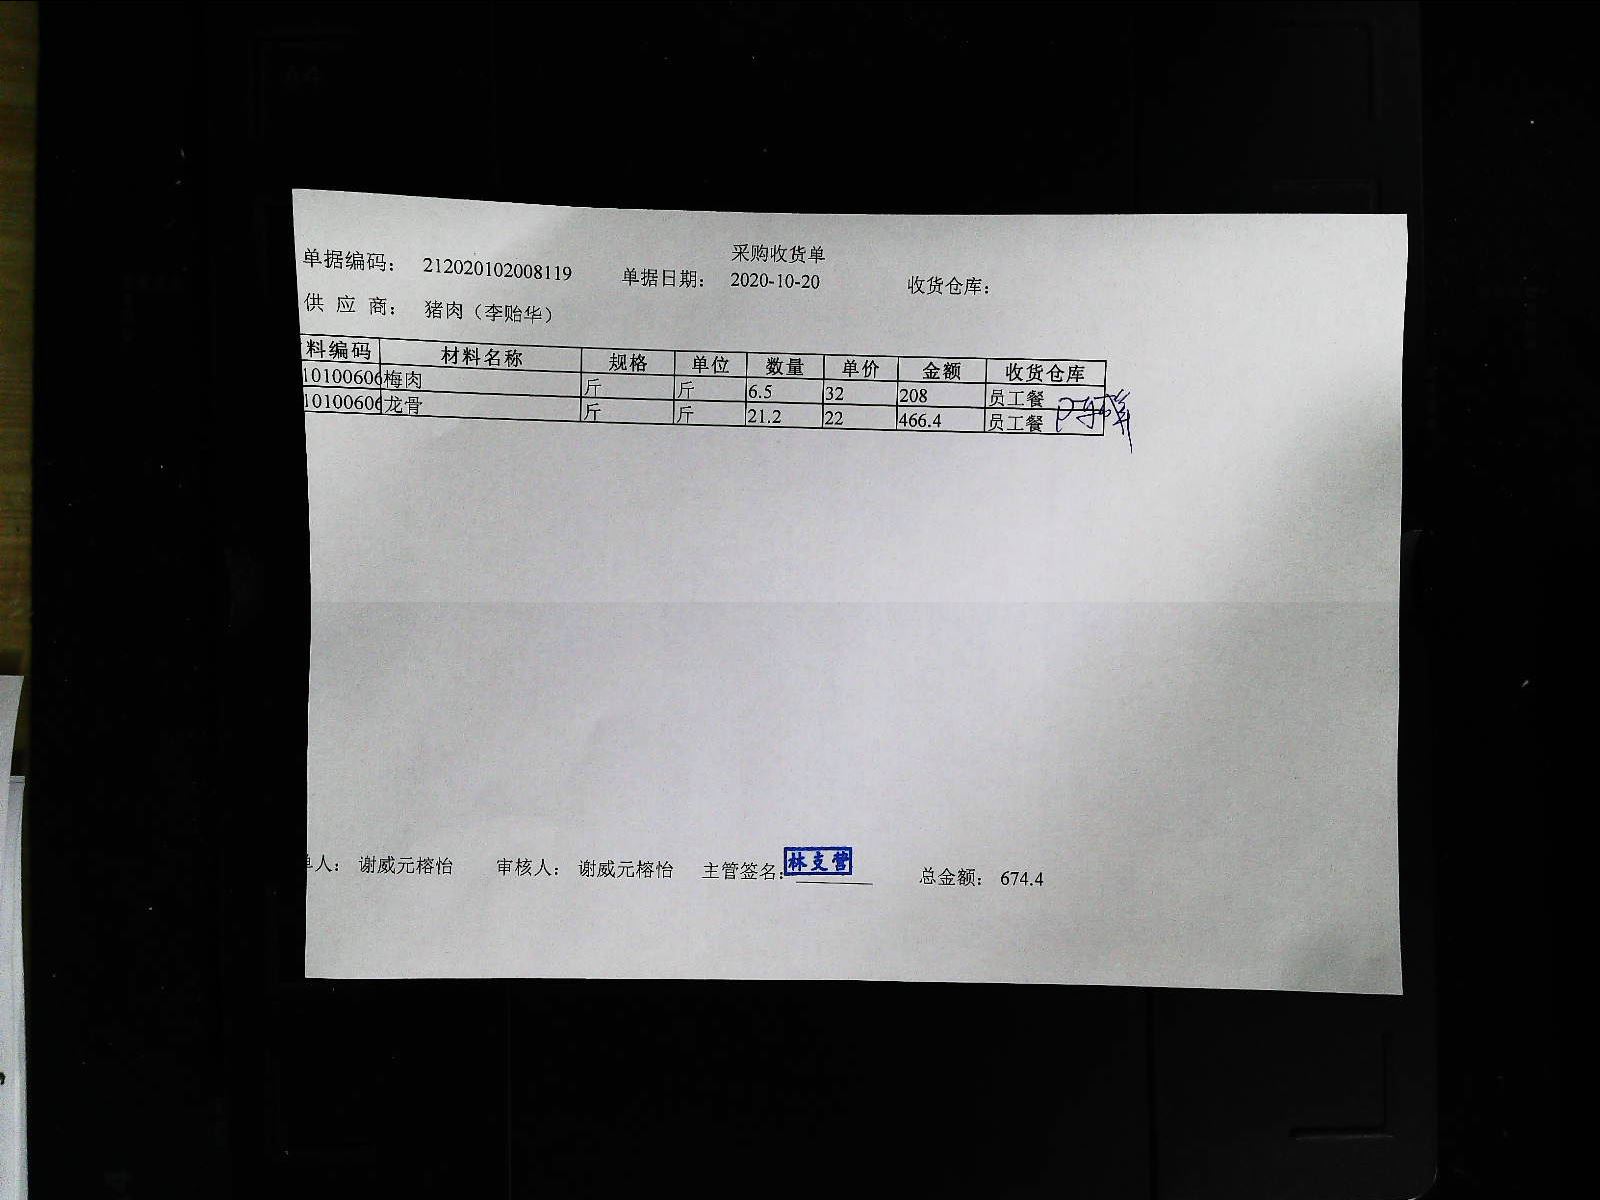 采购收货单
单据编码: 212020102008119 单据日期: 2020-10-20 收货仓库:
供 应 商: 猪肉（李贻华）
料编码 材料名称 规格 单位 数量 单价 金额 收货仓库
10100606 梅肉 斤 斤 6.5 32 208 员工餐
10100606 龙骨 斤 斤 21.2 22 466.4 员工餐
单人: 谢威元榕怡 审核人: 谢威元榕怡 主管签名: 林支营 总金额: 674.4